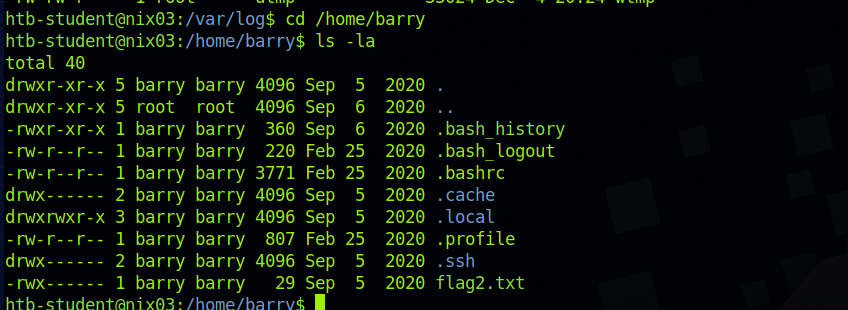 htb-student@nix03:/var/log$ cd /home/barry
htb-student@nix03:/home/barry$ ls -la
total 40
drwxr-xr-x 5 barry barry 4096 Sep  5  2020 .
drwxr-xr-x 5 root  root  4096 Sep  6  2020 ..
-rwxr-xr-x 1 barry barry  360 Sep  6  2020 .bash_history
-rw-r--r-- 1 barry barry  220 Feb 25  2020 .bash_logout
-rw-r--r-- 1 barry barry 3771 Feb 25  2020 .bashrc
drwx------ 2 barry barry 4096 Sep  5  2020 .cache
drwxrwxr-x 3 barry barry 4096 Sep  5  2020 .local
-rw-r--r-- 1 barry barry  807 Feb 25  2020 .profile
drwx------ 2 barry barry 4096 Sep  5  2020 .ssh
-rwx------ 1 barry barry   29 Sep  5  2020 flag2.txt
htb-student@nix03:/home/barry$